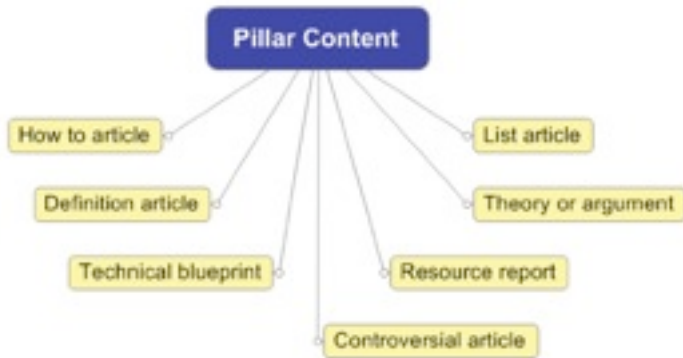 Pillar Content
How to article
List article
Definition article
Theory or argument
Technical blueprint
Resource report
Controversial article